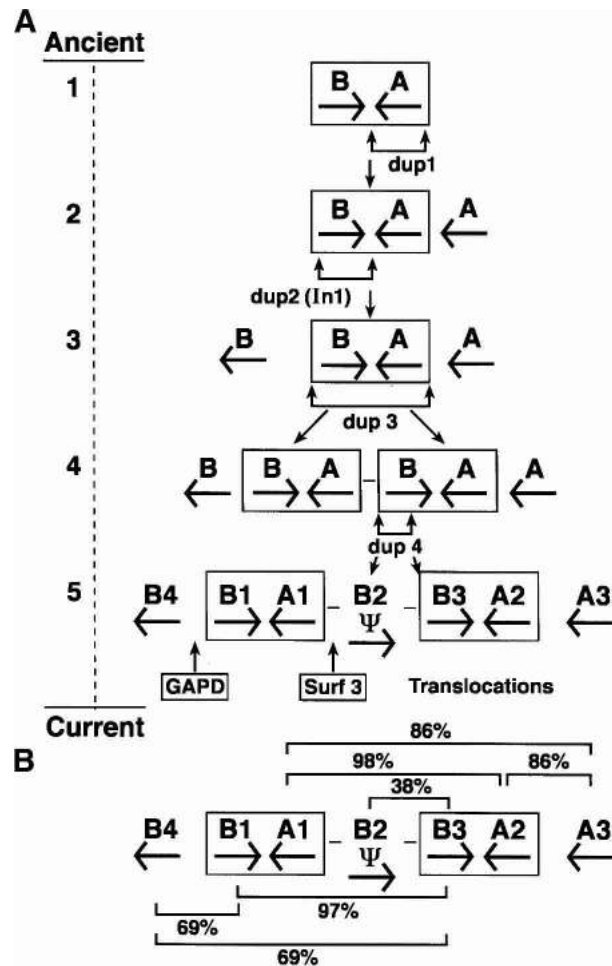 A
Ancient
1
B A
dup1
2
B A A
dup2 (In1)
3
B B A A
dup 3
4
B B A – B A A
dup 4
5
B4 B1 A1 – B2 – B3 A2 A3
Ψ
GAPD Surf 3 Translocations
Current
86%
B
98% 86%
38%
B4 B1 A1 – B2 – B3 A2 A3
Ψ
97%
69%
69%